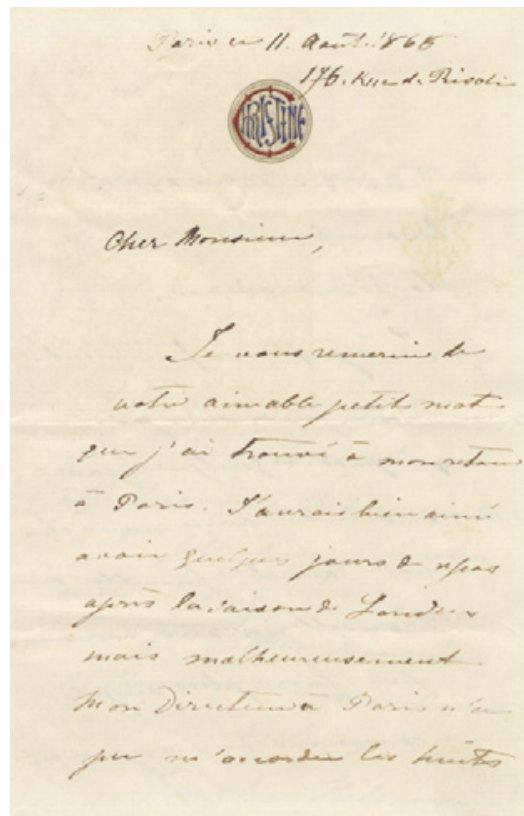 Paris ce 11. Août. 1865
176. Rue de Rivoli
CHRISTINE
Cher Monsieur,
Je vous remercie de
votre aimable petit mot
que j'ai trouvé à mon retour
à Paris. J'aurais bien aimé
avoir quelques jours de repos
après la saison de Londres
mais malheureusement
mon Directeur à Paris n'a
pu m'accorder les huits